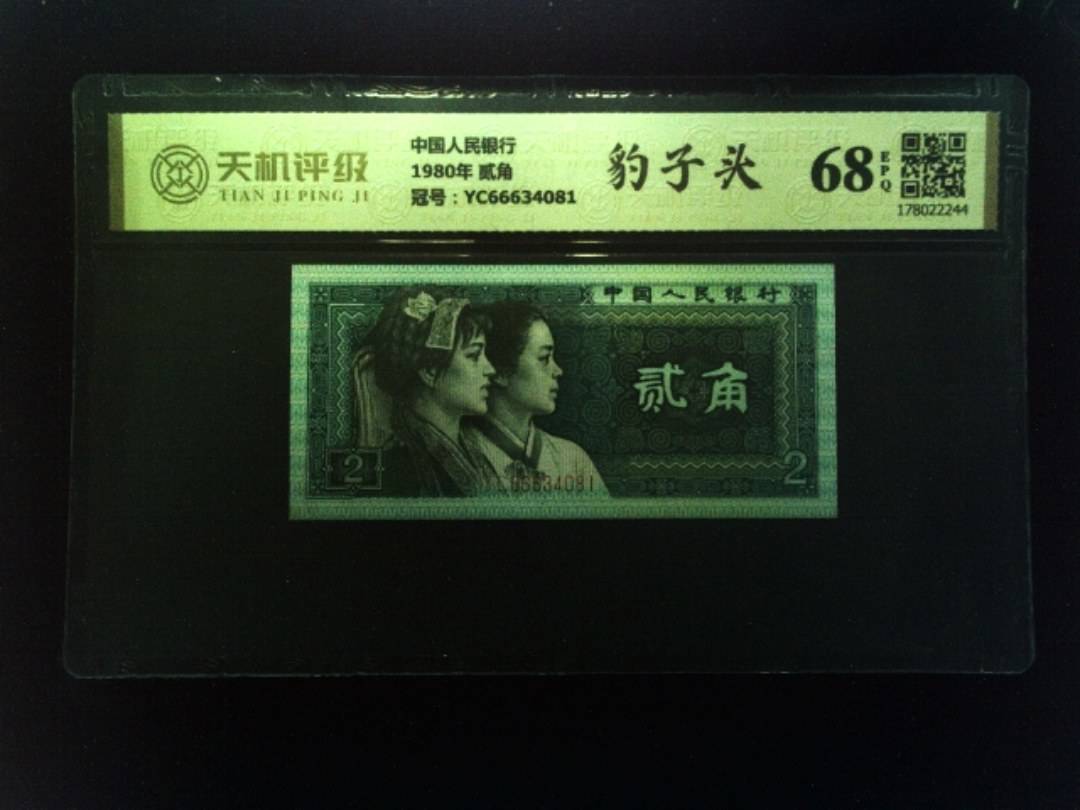 天机评级
TIAN JI PING JI
中国人民银行
1980年 贰角
冠号：YC66634081
豹子头
68
EPQ
178022244
中国人民银行
贰角
2
2
YC66634081